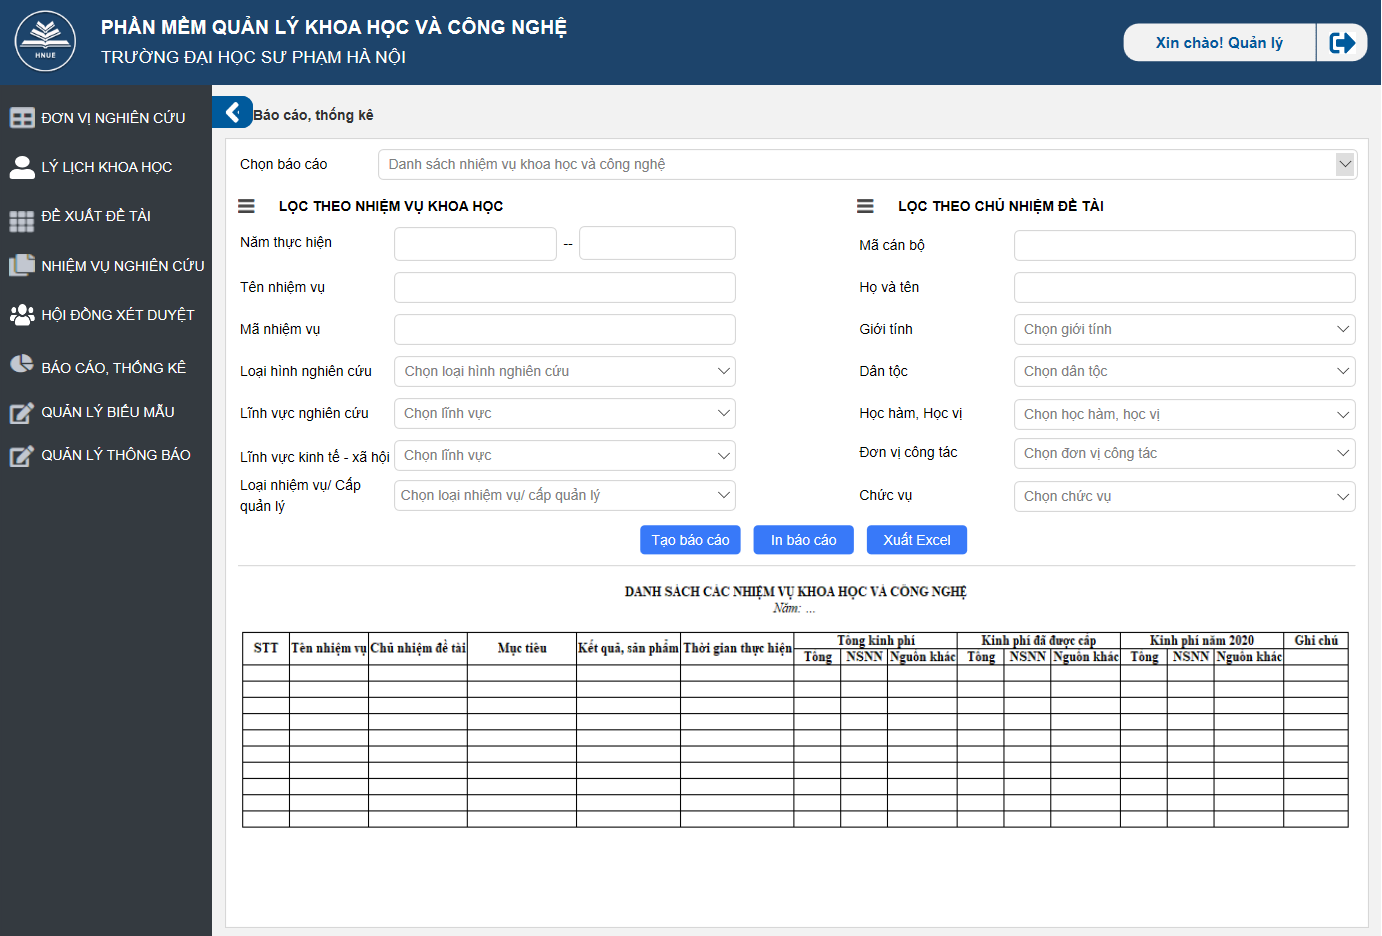 PHẦN MỀM QUẢN LÝ KHOA HỌC VÀ CÔNG NGHỆ
TRƯỜNG ĐẠI HỌC SƯ PHẠM HÀ NỘI
HNUE
Xin chào! Quản lý
ĐƠN VỊ NGHIÊN CỨU
LÝ LỊCH KHOA HỌC
ĐỀ XUẤT ĐỀ TÀI
NHIỆM VỤ NGHIÊN CỨU
HỘI ĐỒNG XÉT DUYỆT
BÁO CÁO, THỐNG KÊ
QUẢN LÝ BIỂU MẪU
QUẢN LÝ THÔNG BÁO
Báo cáo, thống kê
Chọn báo cáo
Danh sách nhiệm vụ khoa học và công nghệ
LỌC THEO NHIỆM VỤ KHOA HỌC
Năm thực hiện --
Tên nhiệm vụ
Mã nhiệm vụ
Loại hình nghiên cứu Chọn loại hình nghiên cứu
Lĩnh vực nghiên cứu Chọn lĩnh vực
Lĩnh vực kinh tế - xã hội Chọn lĩnh vực
Loại nhiệm vụ/ Cấp
quản lý
Chọn loại nhiệm vụ/ cấp quản lý
LỌC THEO CHỦ NHIỆM ĐỀ TÀI
Mã cán bộ
Họ và tên
Giới tính Chọn giới tính
Dân tộc Chọn dân tộc
Học hàm, Học vị Chọn học hàm, học vị
Đơn vị công tác Chọn đơn vị công tác
Chức vụ Chọn chức vụ
Tạo báo cáo In báo cáo Xuất Excel
DANH SÁCH CÁC NHIỆM VỤ KHOA HỌC VÀ CÔNG NGHỆ
Năm: ...
STT Tên nhiệm vụ Chủ nhiệm đề tài Mục tiêu Kết quả, sản phẩm Thời gian thực hiện Tổng kinh phí Kinh phí đã được cấp Kinh phí năm 2020 Ghi chú
Tổng NSNN Nguồn khác Tổng NSNN Nguồn khác Tổng NSNN Nguồn khác